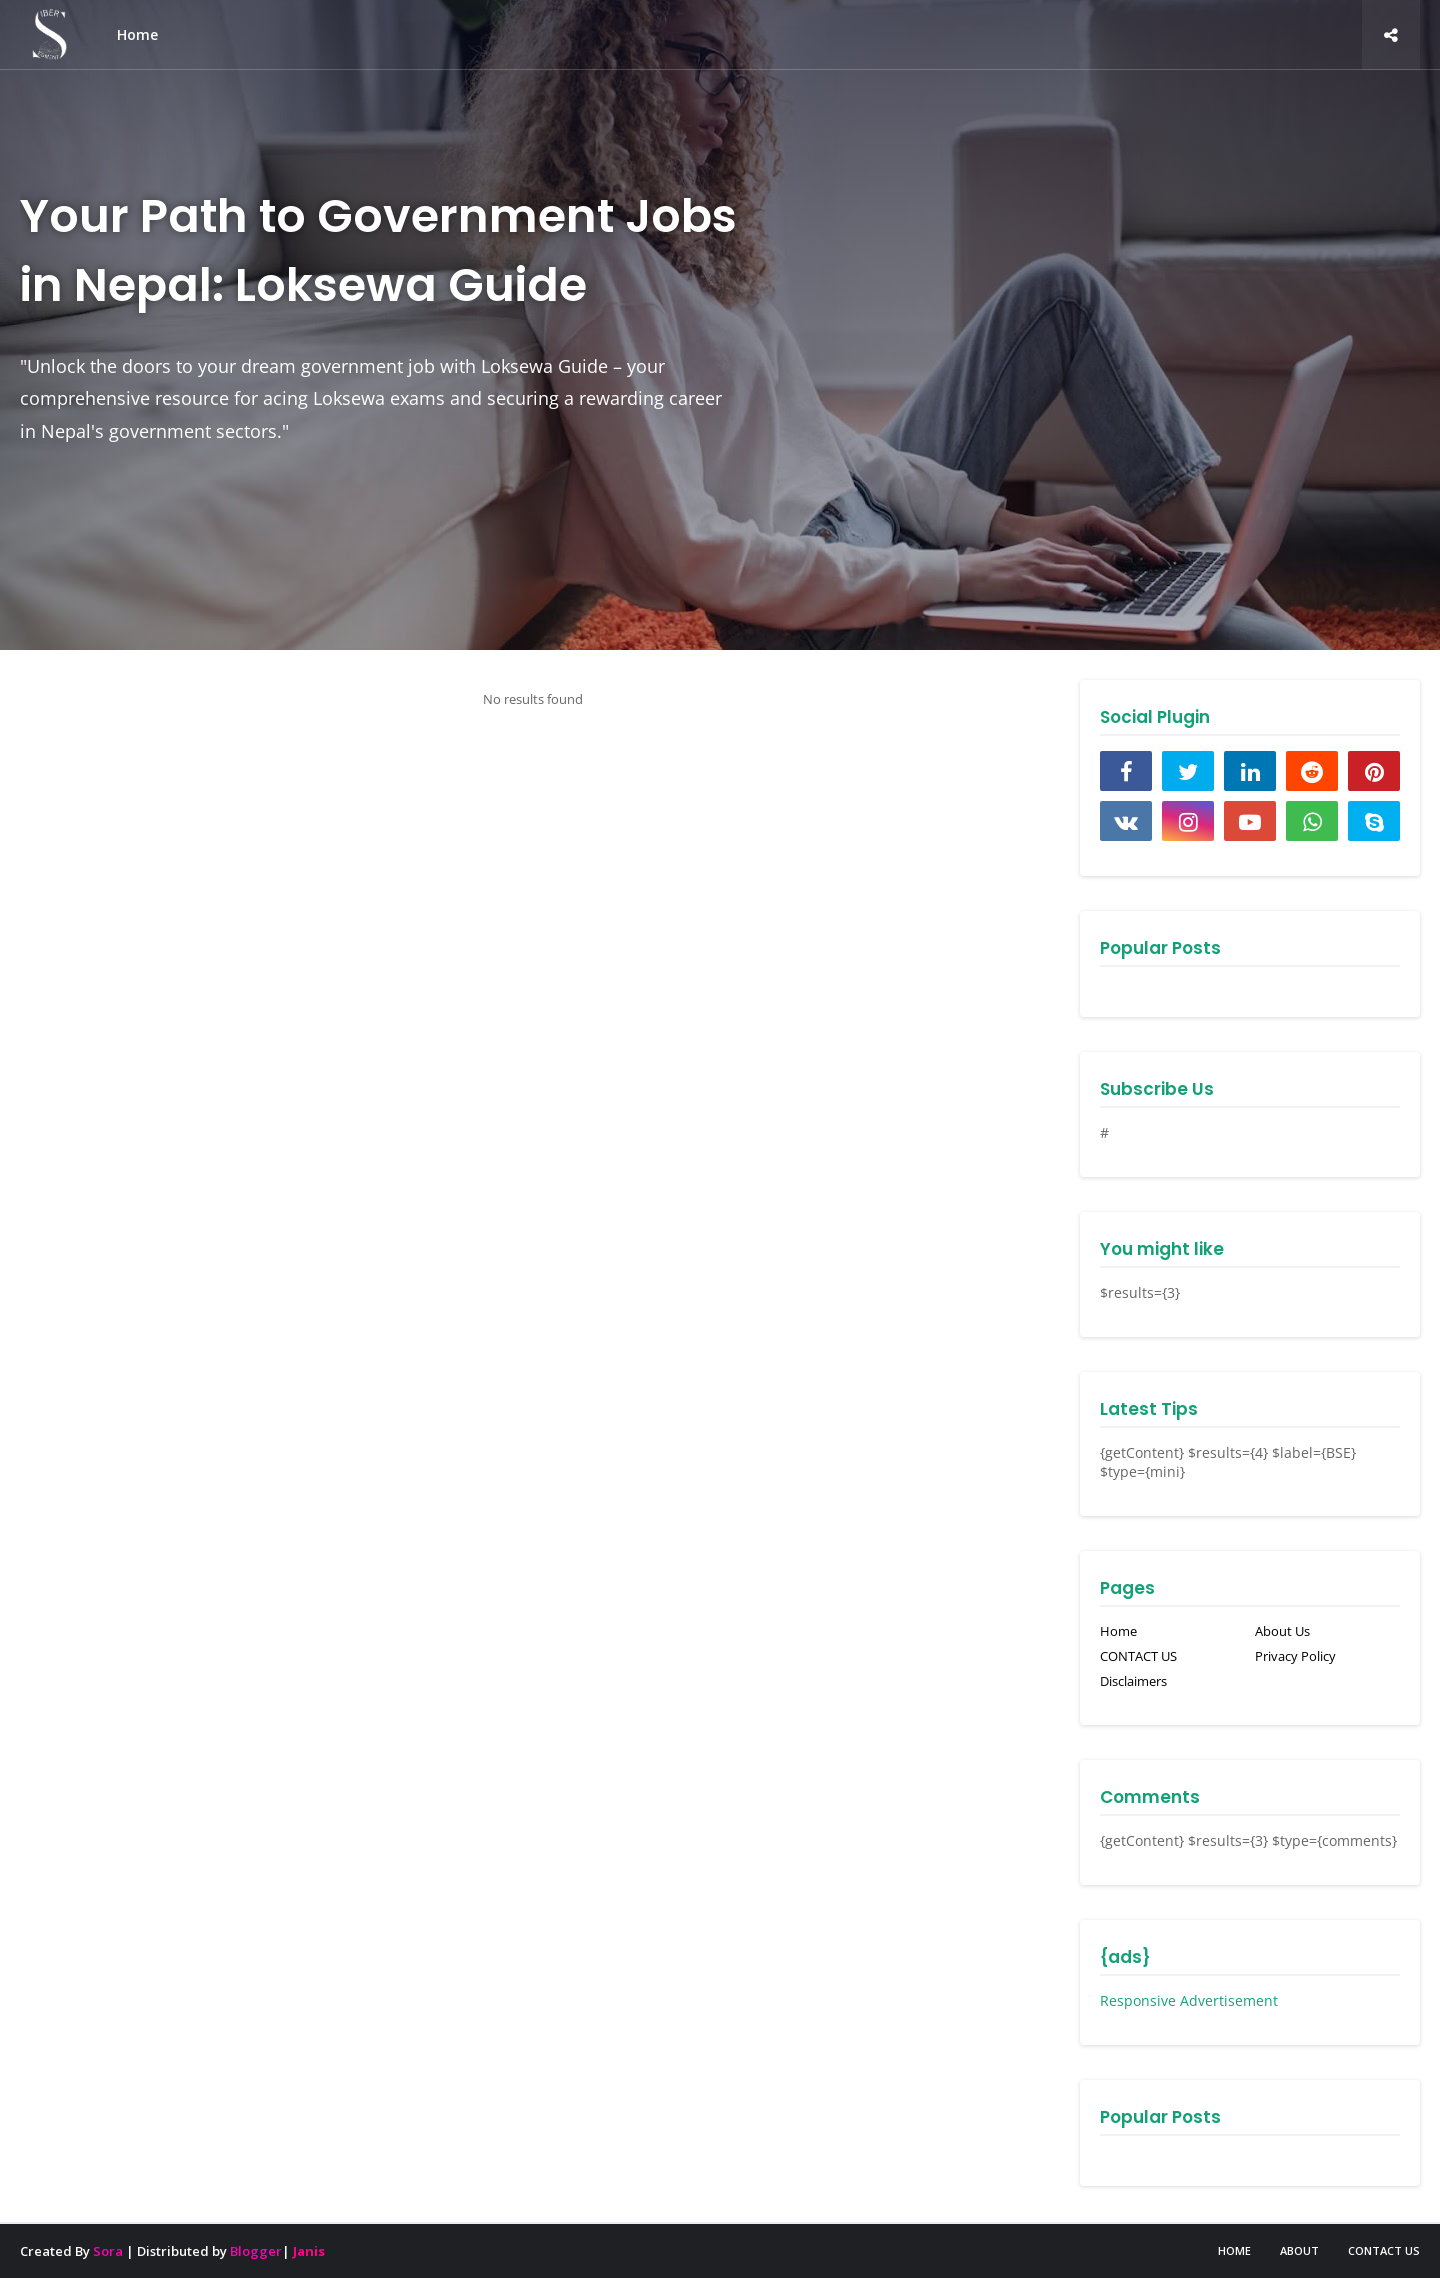 IBER
Home
Your Path to Government Jobs
in Nepal: Loksewa Guide
"Unlock the doors to your dream government job with Loksewa Guide – your
comprehensive resource for acing Loksewa exams and securing a rewarding career
in Nepal's government sectors."
No results found
Social Plugin
Popular Posts
Subscribe Us
#
You might like
$results={3}
Latest Tips
{getContent} $results={4} $label={BSE}
$type={mini}
Pages
Home
About Us
CONTACT US
Privacy Policy
Disclaimers
Comments
{getContent} $results={3} $type={comments}
{ads}
Responsive Advertisement
Popular Posts
Created By Sora | Distributed by Blogger| Janis
HOME
ABOUT
CONTACT US